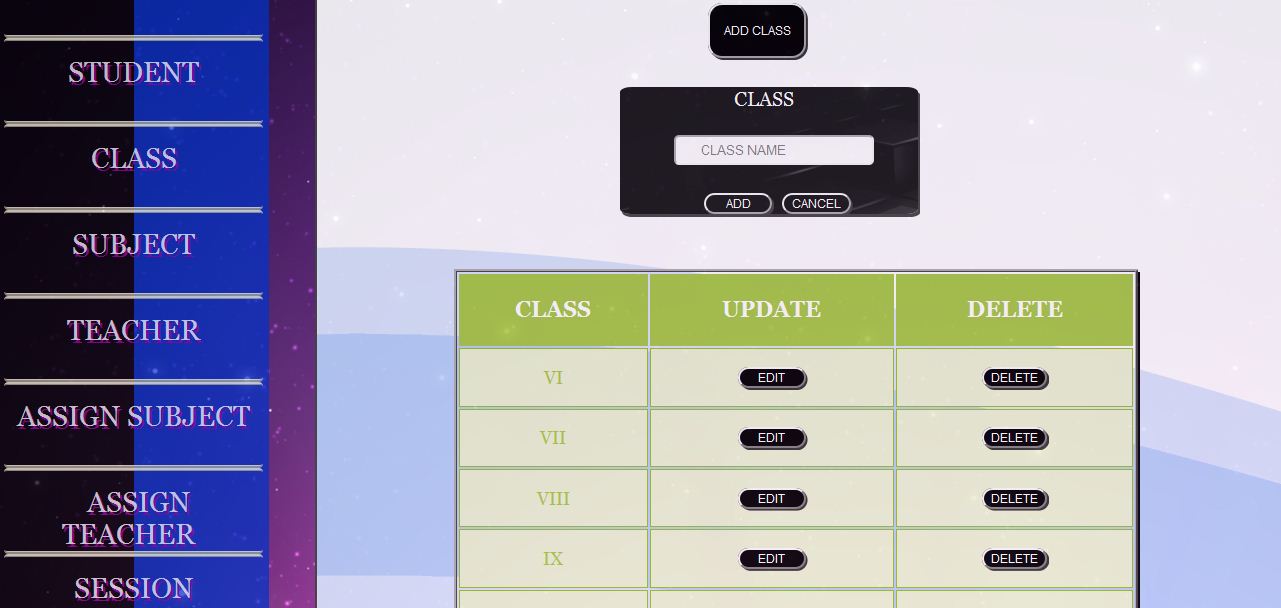 STUDENT
CLASS
SUBJECT
TEACHER
ASSIGN SUBJECT
ASSIGN
TEACHER
SESSION
ADD CLASS
CLASS
CLASS NAME
ADD CANCEL
CLASS UPDATE DELETE
VI EDIT DELETE
VII EDIT DELETE
VIII EDIT DELETE
IX EDIT DELETE